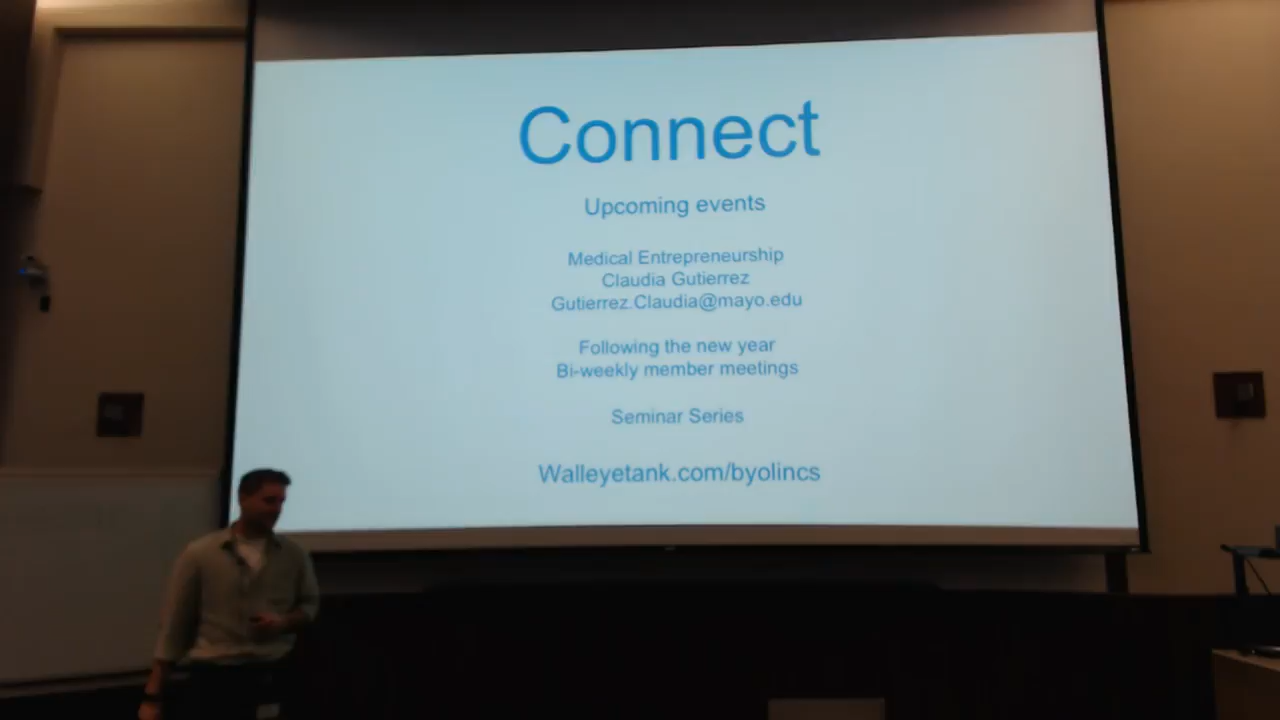 Connect
Upcoming events
Medical Entrepreneurship
Claudia Gutierrez
Gutierrez.Claudia@mayo.edu
Following the new year
Bi-weekly member meetings
Seminar Series
Walleyetank.com/byolincs